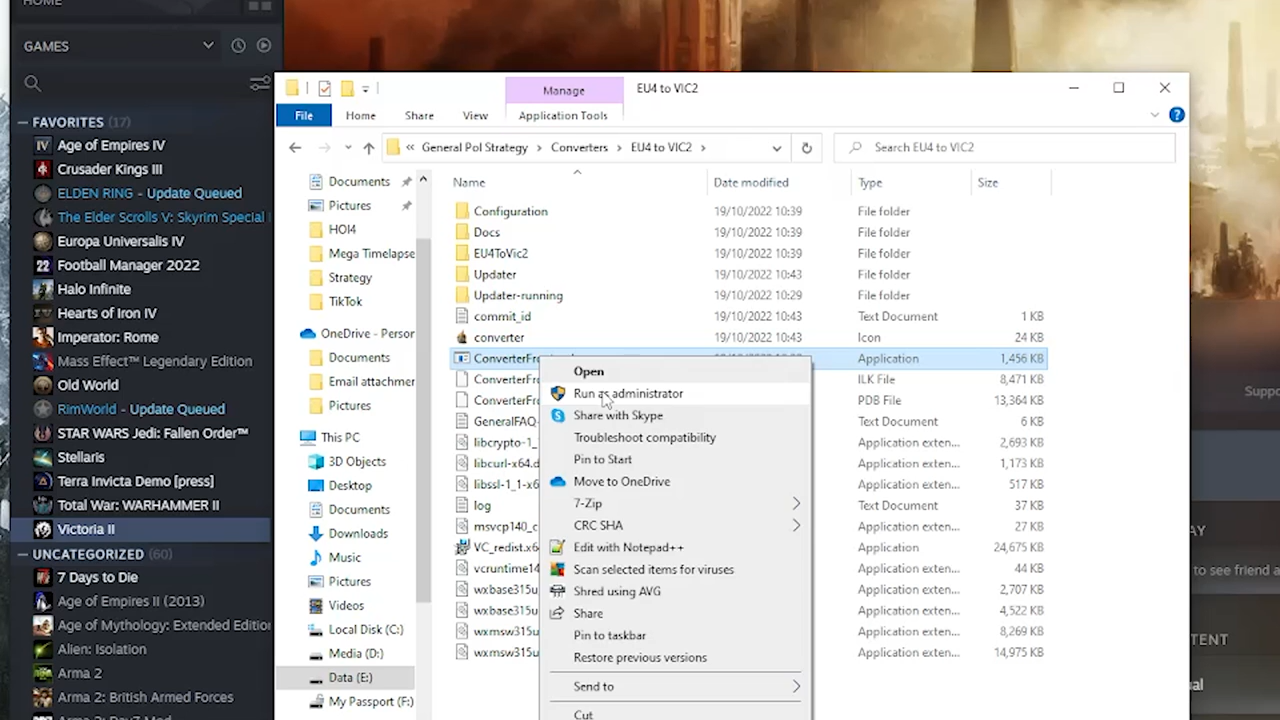 HOME
GAMES
FAVORITES (17)
Age of Empires IV
Crusader Kings III
ELDEN RING - Update Queued
The Elder Scrolls V: Skyrim Special
Europa Universalis IV
Football Manager 2022
Halo Infinite
Hearts of Iron IV
Imperator: Rome
Mass Effect™ Legendary Edition
Old World
RimWorld - Update Queued
STAR WARS Jedi: Fallen Order™
Stellaris
Terra Invicta Demo [press]
Total War: WARHAMMER II
Victoria II
UNCATEGORIZED (60)
7 Days to Die
Age of Empires II (2013)
Age of Mythology: Extended Edition
Alien: Isolation
Arma 2
Arma 2: British Armed Forces
Manage
EU4 to VIC2
File
Home
Share
View
Application Tools
« General Pol Strategy > Converters > EU4 to VIC2 >
Search EU4 to VIC2
Documents
Pictures
HOI4
Mega Timelapse
Strategy
TikTok
OneDrive - Person
Documents
Email attachmer
Pictures
This PC
3D Objects
Desktop
Documents
Downloads
Music
Pictures
Videos
Local Disk (C:)
Media (D:)
Data (E:)
My Passport (F:)
Name Date modified Type Size
Configuration 19/10/2022 10:39 File folder
Docs 19/10/2022 10:39 File folder
EU4ToVic2 19/10/2022 10:39 File folder
Updater 19/10/2022 10:43 File folder
Updater-running 19/10/2022 10:29 File folder
commit_id 19/10/2022 10:43 Text Document 1 KB
converter 19/10/2022 10:43 Icon 24 KB
ConverterFro Application 1,456 KB
ConverterFro ILK File 8,471 KB
ConverterFro PDB File 13,364 KB
GeneralFAQ Text Document 6 KB
libcrypto-1_ Application exten... 2,693 KB
libcurl-x64.d Application exten... 1,173 KB
libssl-1_1-x6 Application exten... 517 KB
log Text Document 37 KB
msvcp140_c Application exten... 27 KB
VC_redist.x6 Application 24,675 KB
vcruntime14 Application exten... 44 KB
wxbase315u Application exten... 2,707 KB
wxbase315u Application exten... 4,522 KB
wxmsw315u Application exten... 8,269 KB
wxmsw315u Application exten... 14,975 KB
Open
Run as administrator
Share with Skype
Troubleshoot compatibility
Pin to Start
Move to OneDrive
7-Zip
CRC SHA
Edit with Notepad++
Scan selected items for viruses
Shred using AVG
Share
Pin to taskbar
Restore previous versions
Send to
Cut
Suppo
AY
to see friend a
TENT